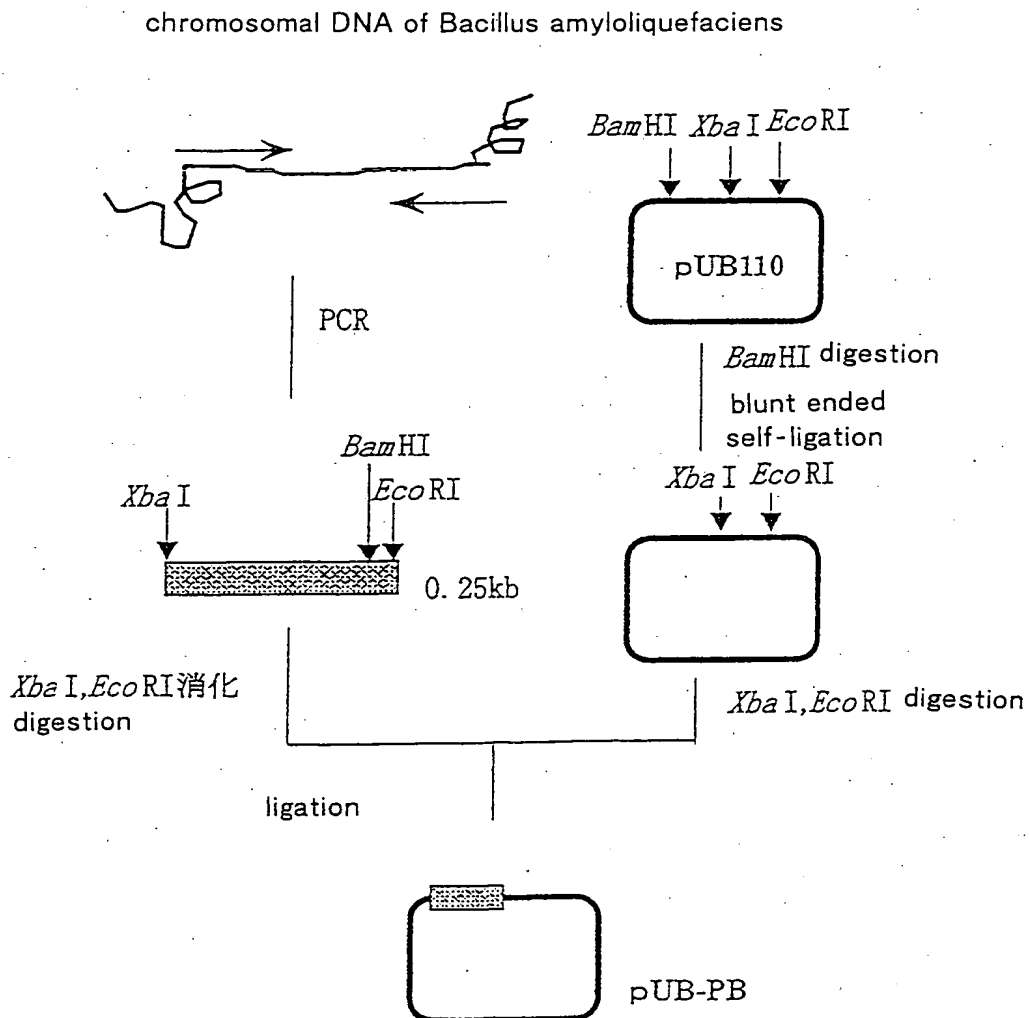 chromosomal DNA of Bacillus amyloliquefaciens
BamHI XbaI EcoRI
pUB110
PCR
BamHI digestion
blunt ended
self-ligation
BamHI
XbaI EcoRI
XbaI EcoRI
0.25kb
XbaI,EcoRI消化
digestion
XbaI,EcoRI digestion
ligation
pUB-PB